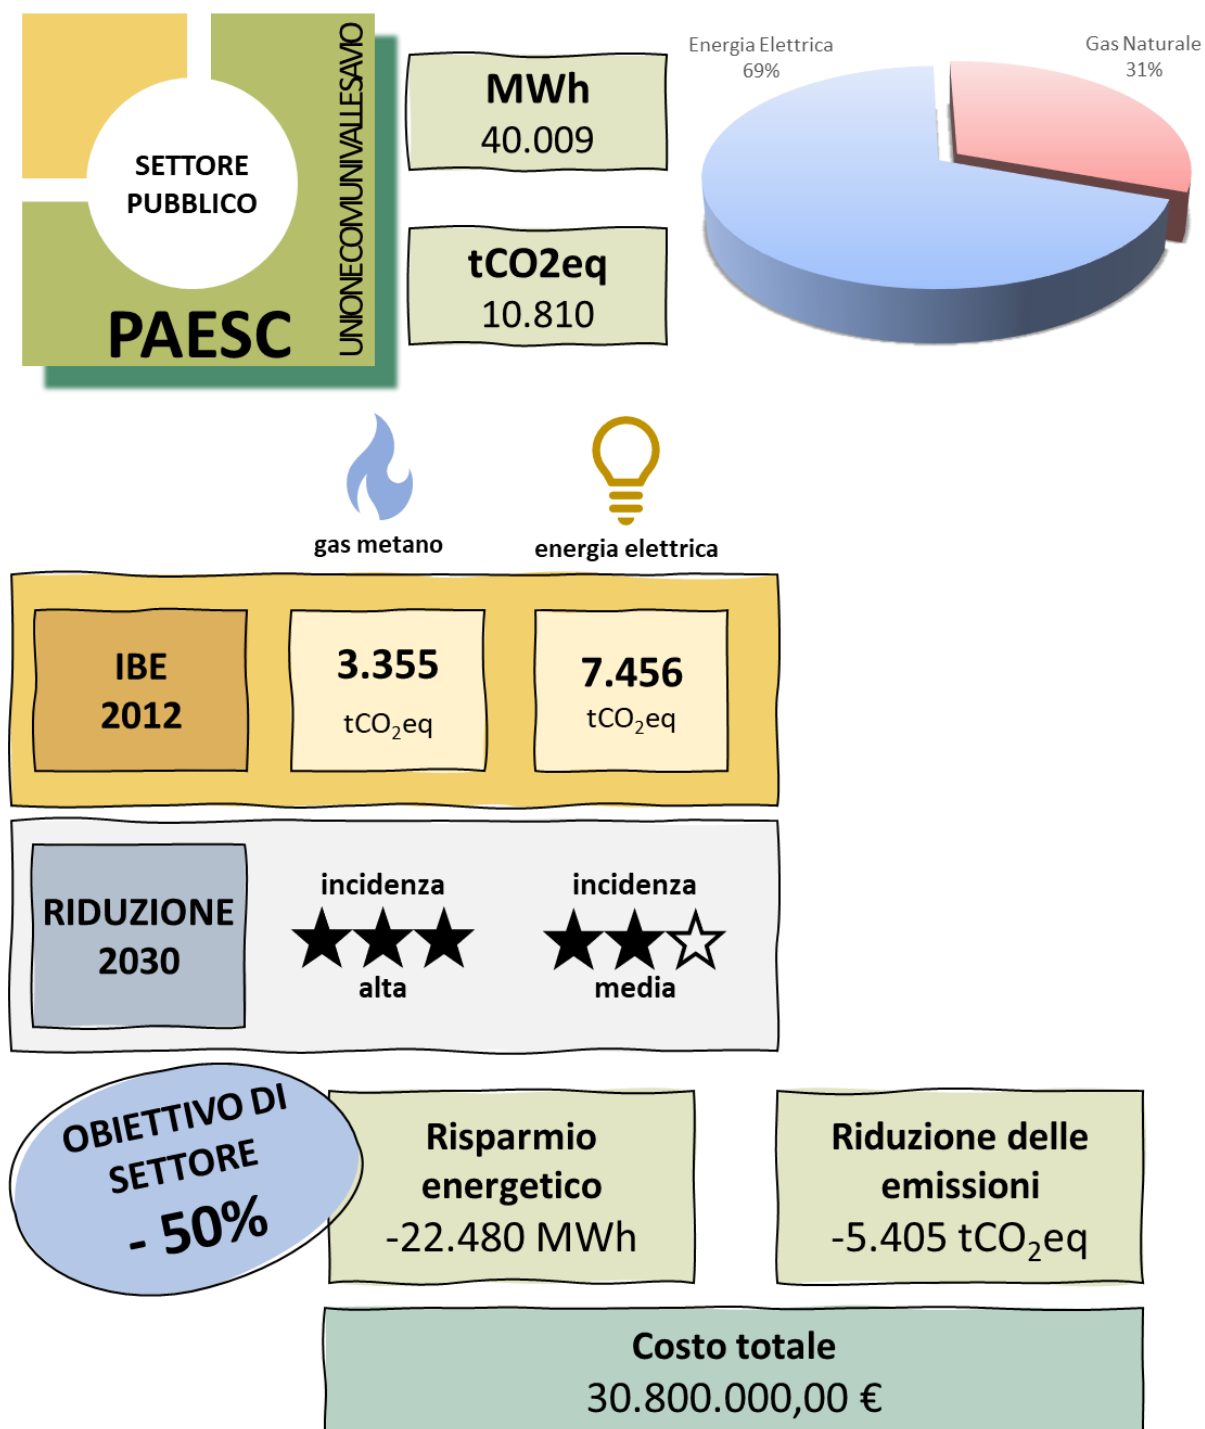 SETTORE
PUBBLICO
PAESC
UNIONECOMUNIVALLESAVIO
MWh
40.009
tCO2eq
10.810
Energia Elettrica
69%
Gas Naturale
31%
gas metano
energia elettrica
IBE
2012
3.355
tCO₂eq
7.456
tCO₂eq
RIDUZIONE
2030
incidenza
alta
incidenza
media
OBIETTIVO DI
SETTORE
- 50%
Risparmio
energetico
-22.480 MWh
Riduzione delle
emissioni
-5.405 tCO₂eq
Costo totale
30.800.000,00 €